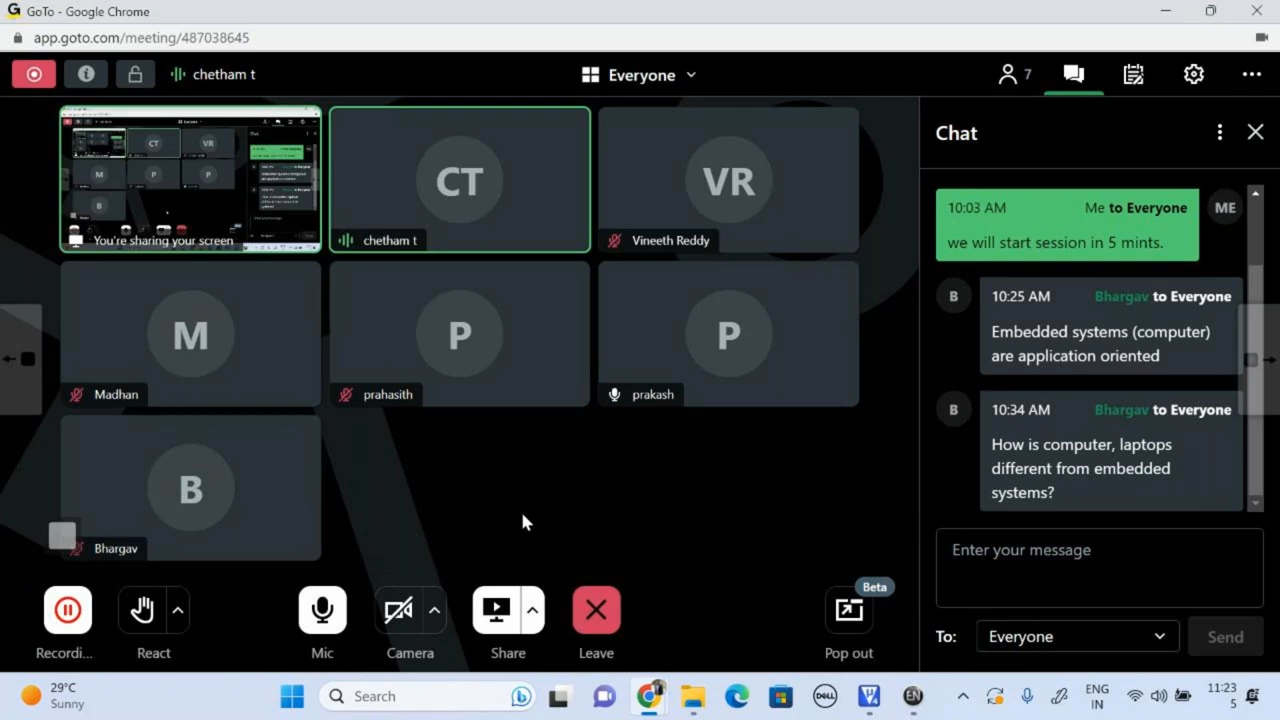 GoTo - Google Chrome
app.goto.com/meeting/487038645
chetham t
Everyone
7
CT
VR
You're sharing your screen
chetham t
Vineeth Reddy
M
P
P
Madhan
prahasith
prakash
B
Bhargav
Chat
10:03 AM Me to Everyone
ME
we will start session in 5 mints.
B
10:25 AM Bhargav to Everyone
Embedded systems (computer)
are application oriented
B
10:34 AM Bhargav to Everyone
How is computer, laptops
different from embedded
systems?
Enter your message
To: Everyone Send
Beta
Recordi...
React
Mic
Camera
Share
Leave
Pop out
29°C
Sunny
Search
DELL
EN
ENG
IN
11:23
5